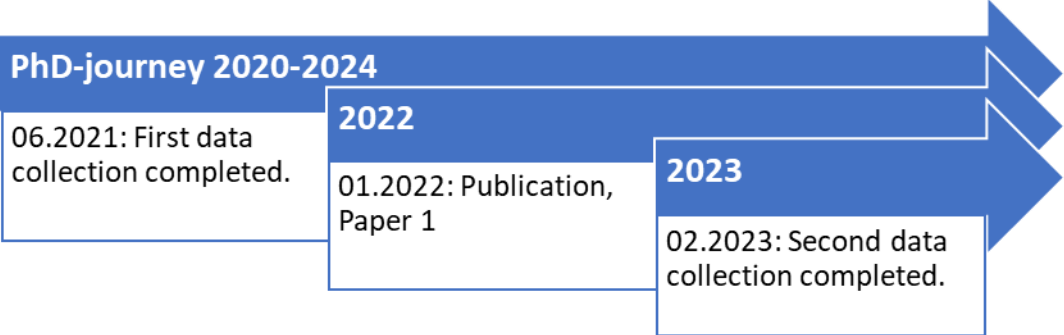 PhD-journey 2020-2024
06.2021: First data
collection completed.
2022
01.2022: Publication,
Paper 1
2023
02.2023: Second data
collection completed.